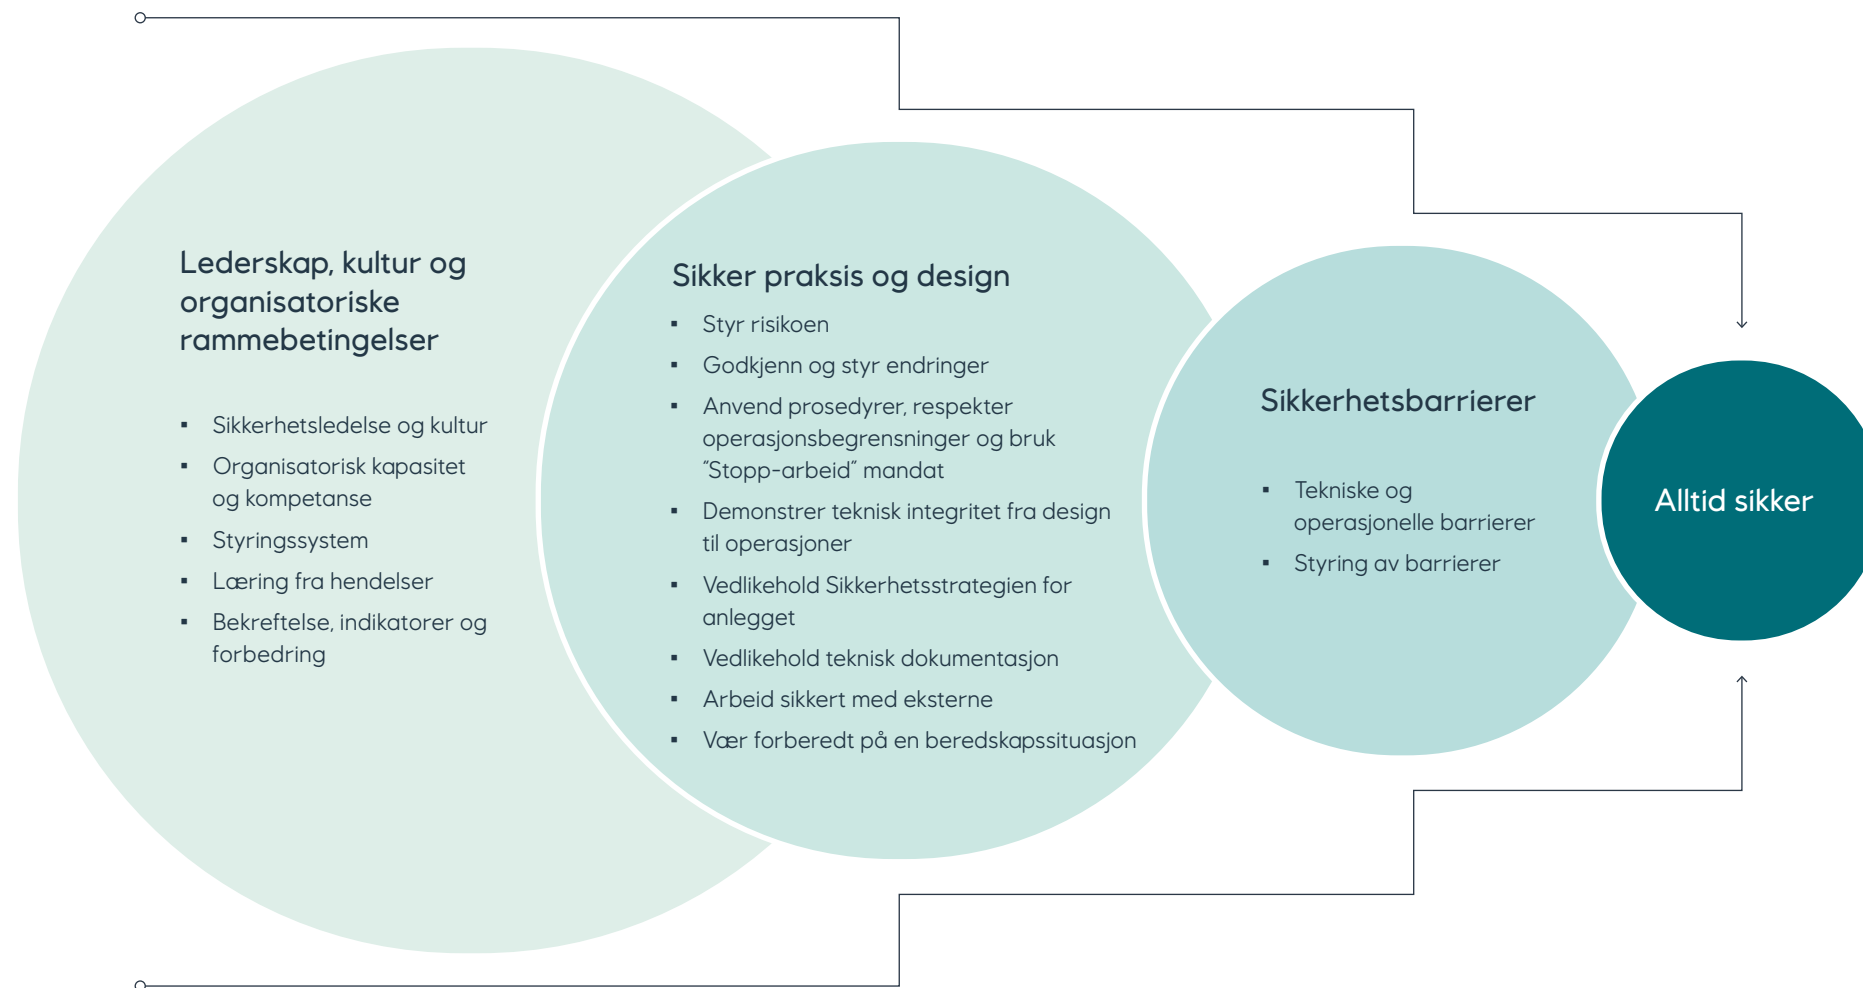 Lederskap, kultur og
organisatoriske
rammebetingelser
▪ Sikkerhetsledelse og kultur
▪ Organisatorisk kapasitet
og kompetanse
▪ Styringssystem
▪ Læring fra hendelser
▪ Bekreftelse, indikatorer og
forbedring
Sikker praksis og design
▪ Styr risikoen
▪ Godkjenn og styr endringer
▪ Anvend prosedyrer, respekter
operasjonsbegrensninger og bruk
“Stopp-arbeid” mandat
▪ Demonstrer teknisk integritet fra design
til operasjoner
▪ Vedlikehold Sikkerhetsstrategien for
anlegget
▪ Vedlikehold teknisk dokumentasjon
▪ Arbeid sikkert med eksterne
▪ Vær forberedt på en beredskapssituasjon
Sikkerhetsbarrierer
▪ Tekniske og
operasjonelle barrierer
▪ Styring av barrierer
Alltid sikker